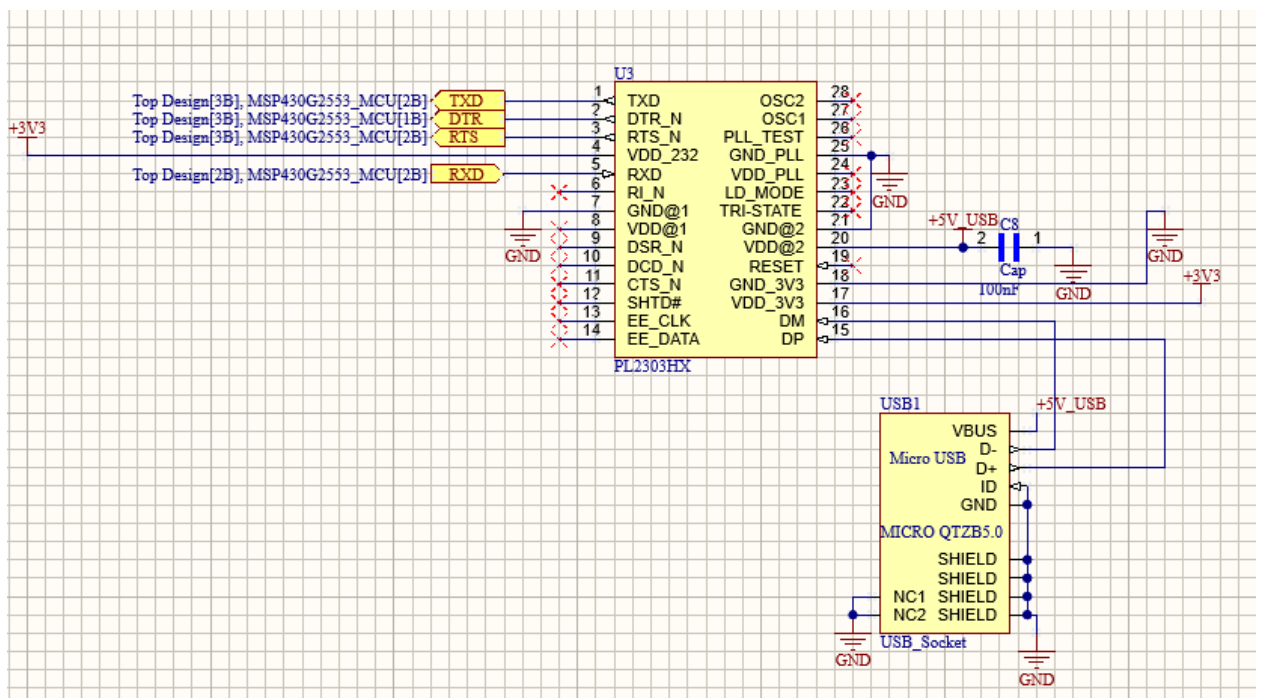 U3
Top Design[3B], MSP430G2553_MCU[2B] TXD 1 TXD OSC2 28
Top Design[3B], MSP430G2553_MCU[1B] DTR 2 DTR_N OSC1 27
Top Design[3B], MSP430G2553_MCU[2B] RTS 3 RTS_N PLL_TEST 26
+3V3 4 VDD_232 GND_PLL 25
Top Design[2B], MSP430G2553_MCU[2B] RXD 5 RXD VDD_PLL 24
6 RI_N LD_MODE 23
GND
7 GND@1 TRI-STATE 22
8 VDD@1 GND@2 21
+5V_USB C8
9 DSR_N VDD@2 20 2 1
GND
10 DCD_N RESET 19 Cap GND
11 CTS_N GND_3V3 18 100nF GND +3V3
12 SHTD# VDD_3V3 17
13 EE_CLK DM 16
14 EE_DATA DP 15
PL2303HX
USB1 +5V_USB
VBUS
D-
Micro USB
D+
ID
GND
MICRO QTZB5.0
SHIELD
SHIELD
NC1 SHIELD
NC2 SHIELD
USB_Socket
GND
GND